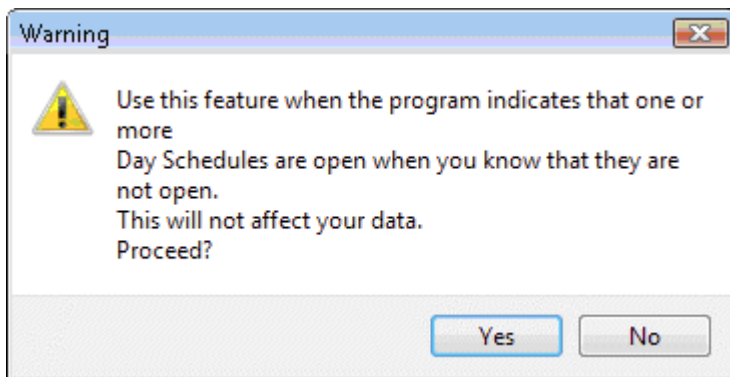 Warning
Use this feature when the program indicates that one or
more
Day Schedules are open when you know that they are
not open.
This will not affect your data.
Proceed?
Yes
No